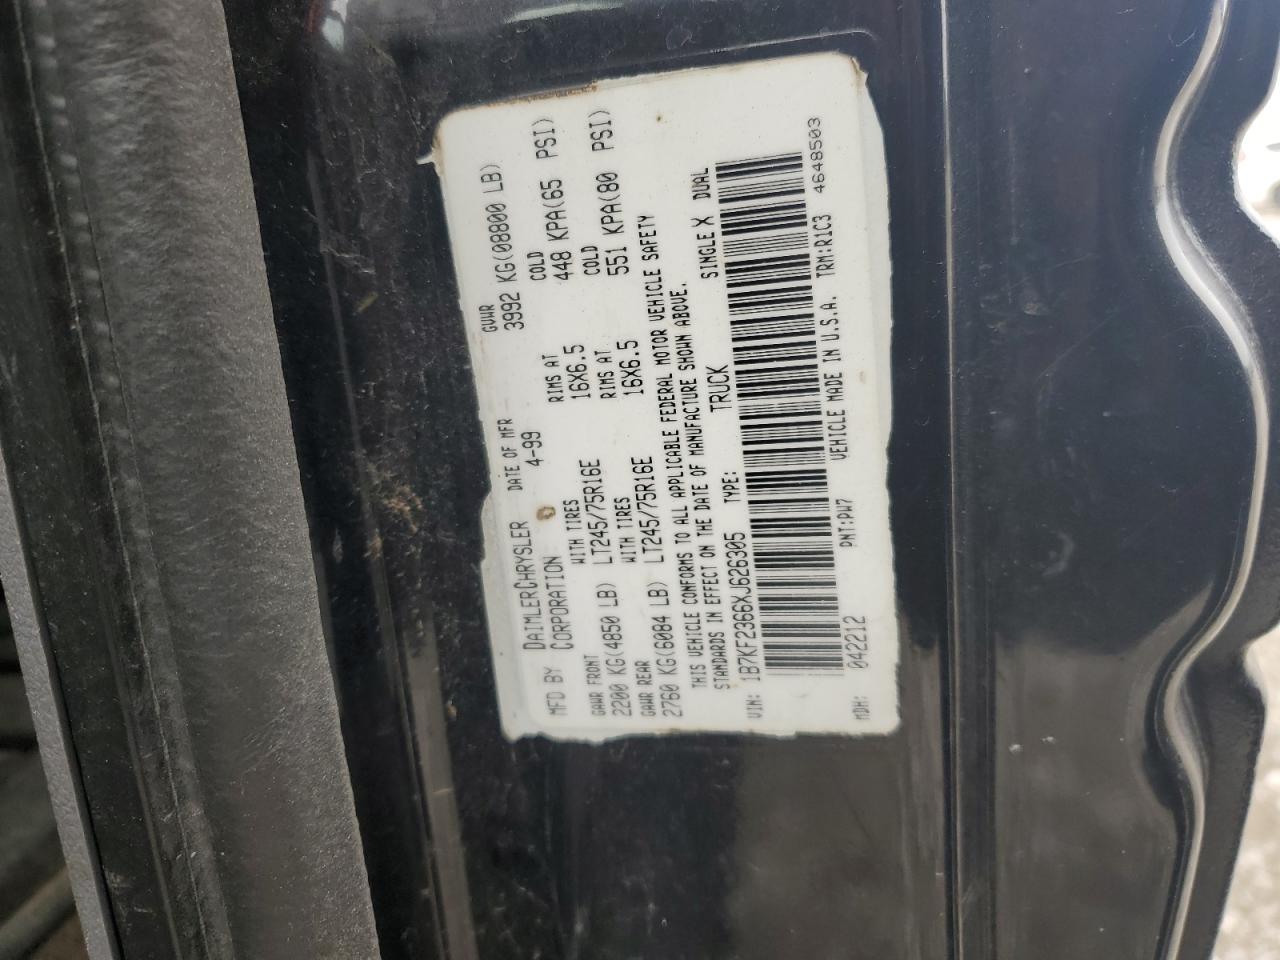 MFD BY DAIMLERCHRYSLER CORPORATION
DATE OF MFR 4-99
GVWR 3992 KG(08800 LB)
GAWR FRONT WITH TIRES RIMS AT COLD
2200 KG(4850 LB) LT245/75R16E 16X6.5 448 KPA(65 PSI)
GAWR REAR WITH TIRES RIMS AT COLD
2760 KG(6084 LB) LT245/75R16E 16X6.5 551 KPA(80 PSI)
THIS VEHICLE CONFORMS TO ALL APPLICABLE FEDERAL MOTOR VEHICLE SAFETY
STANDARDS IN EFFECT ON THE DATE OF MANUFACTURE SHOWN ABOVE.
VIN: 1B7KF2366XJ626305 TYPE: TRUCK SINGLE X DUAL
MDH: 042212 PNT:PW7 VEHICLE MADE IN U.S.A. TRM:R1C3 4648503